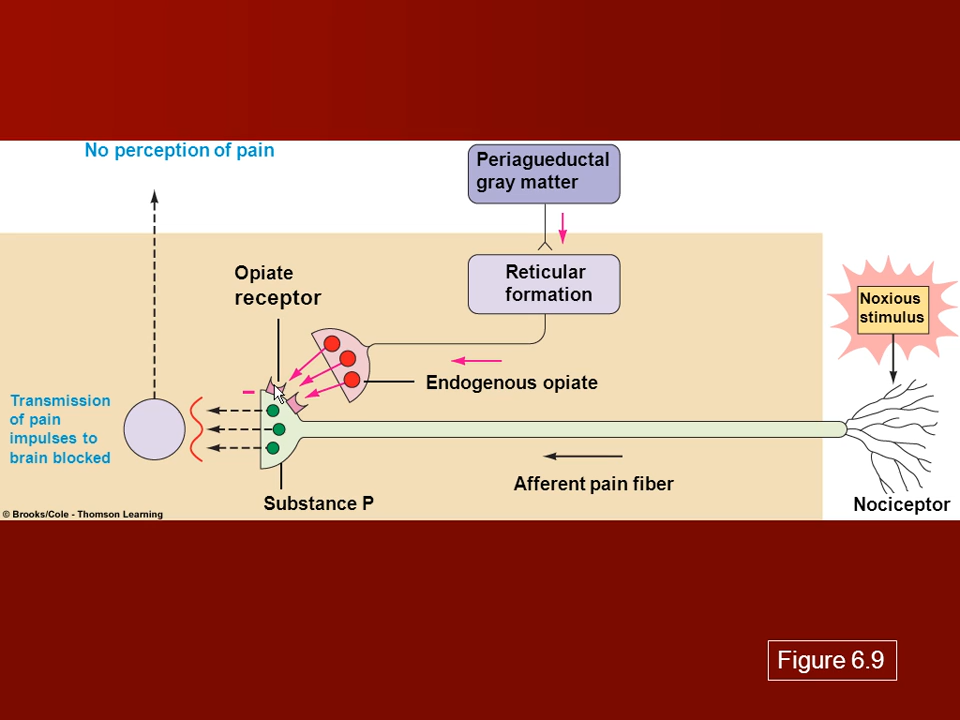 No perception of pain
Periagueductal
gray matter
Opiate
receptor
Reticular
formation
Noxious
stimulus
Endogenous opiate
–
Transmission
of pain
impulses to
brain blocked
Afferent pain fiber
Substance P
Nociceptor
© Brooks/Cole - Thomson Learning
Figure 6.9